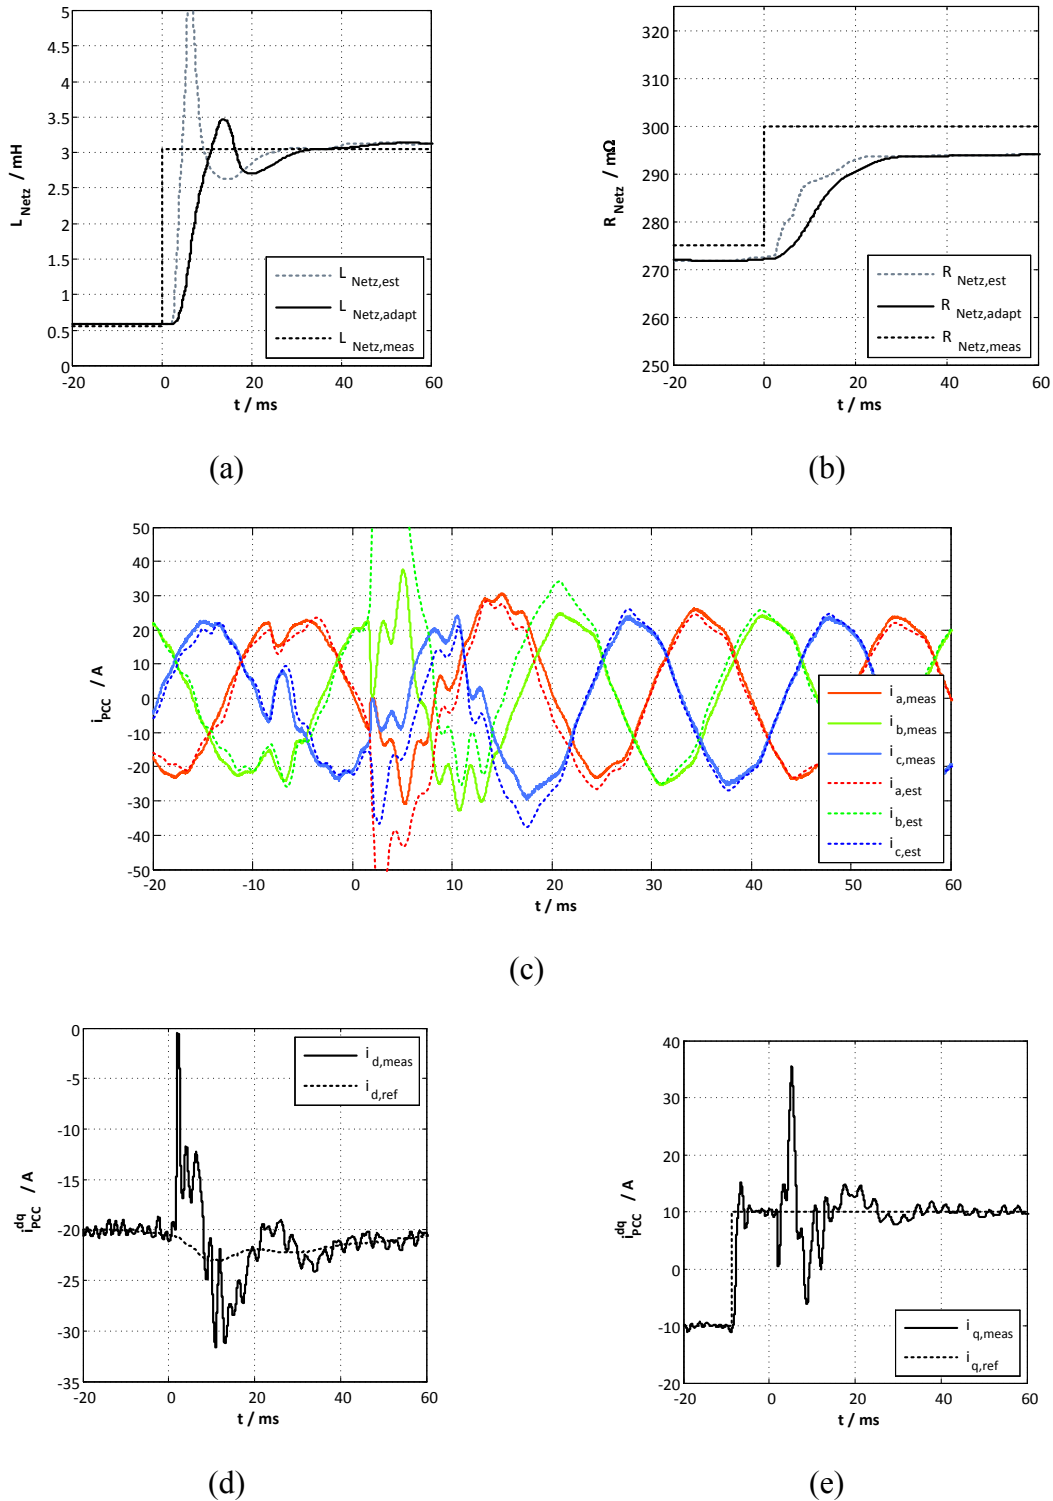 5
4.5
4
3.5
3
2.5
2
1.5
1
0.5
0
L Netz / mH
-20 0 20 40 60
t / ms
L Netz,est
L Netz,adapt
L Netz,meas
(a)
320
310
300
290
270
260
250
R Netz / mΩ
-20 0 20 40 60
t / ms
R Netz,est
R Netz,adapt
R Netz,meas
(b)
50
40
30
20
10
0
-10
-20
-30
-40
-50
i PCC / A
-20 -10 0 10 20 30 40 50 60
t / ms
i a,meas
i b,meas
i c,meas
i a,est
i b,est
i c,est
(c)
0
-5
-10
-15
-20
-25
-30
-35
i dq PCC / A
-20 0 20 40 60
t / ms
i d,meas
i d,ref
(d)
40
30
20
10
0
-10
-20
i dq PCC / A
-20 0 20 40 60
t / ms
i q,meas
i q,ref
(e)